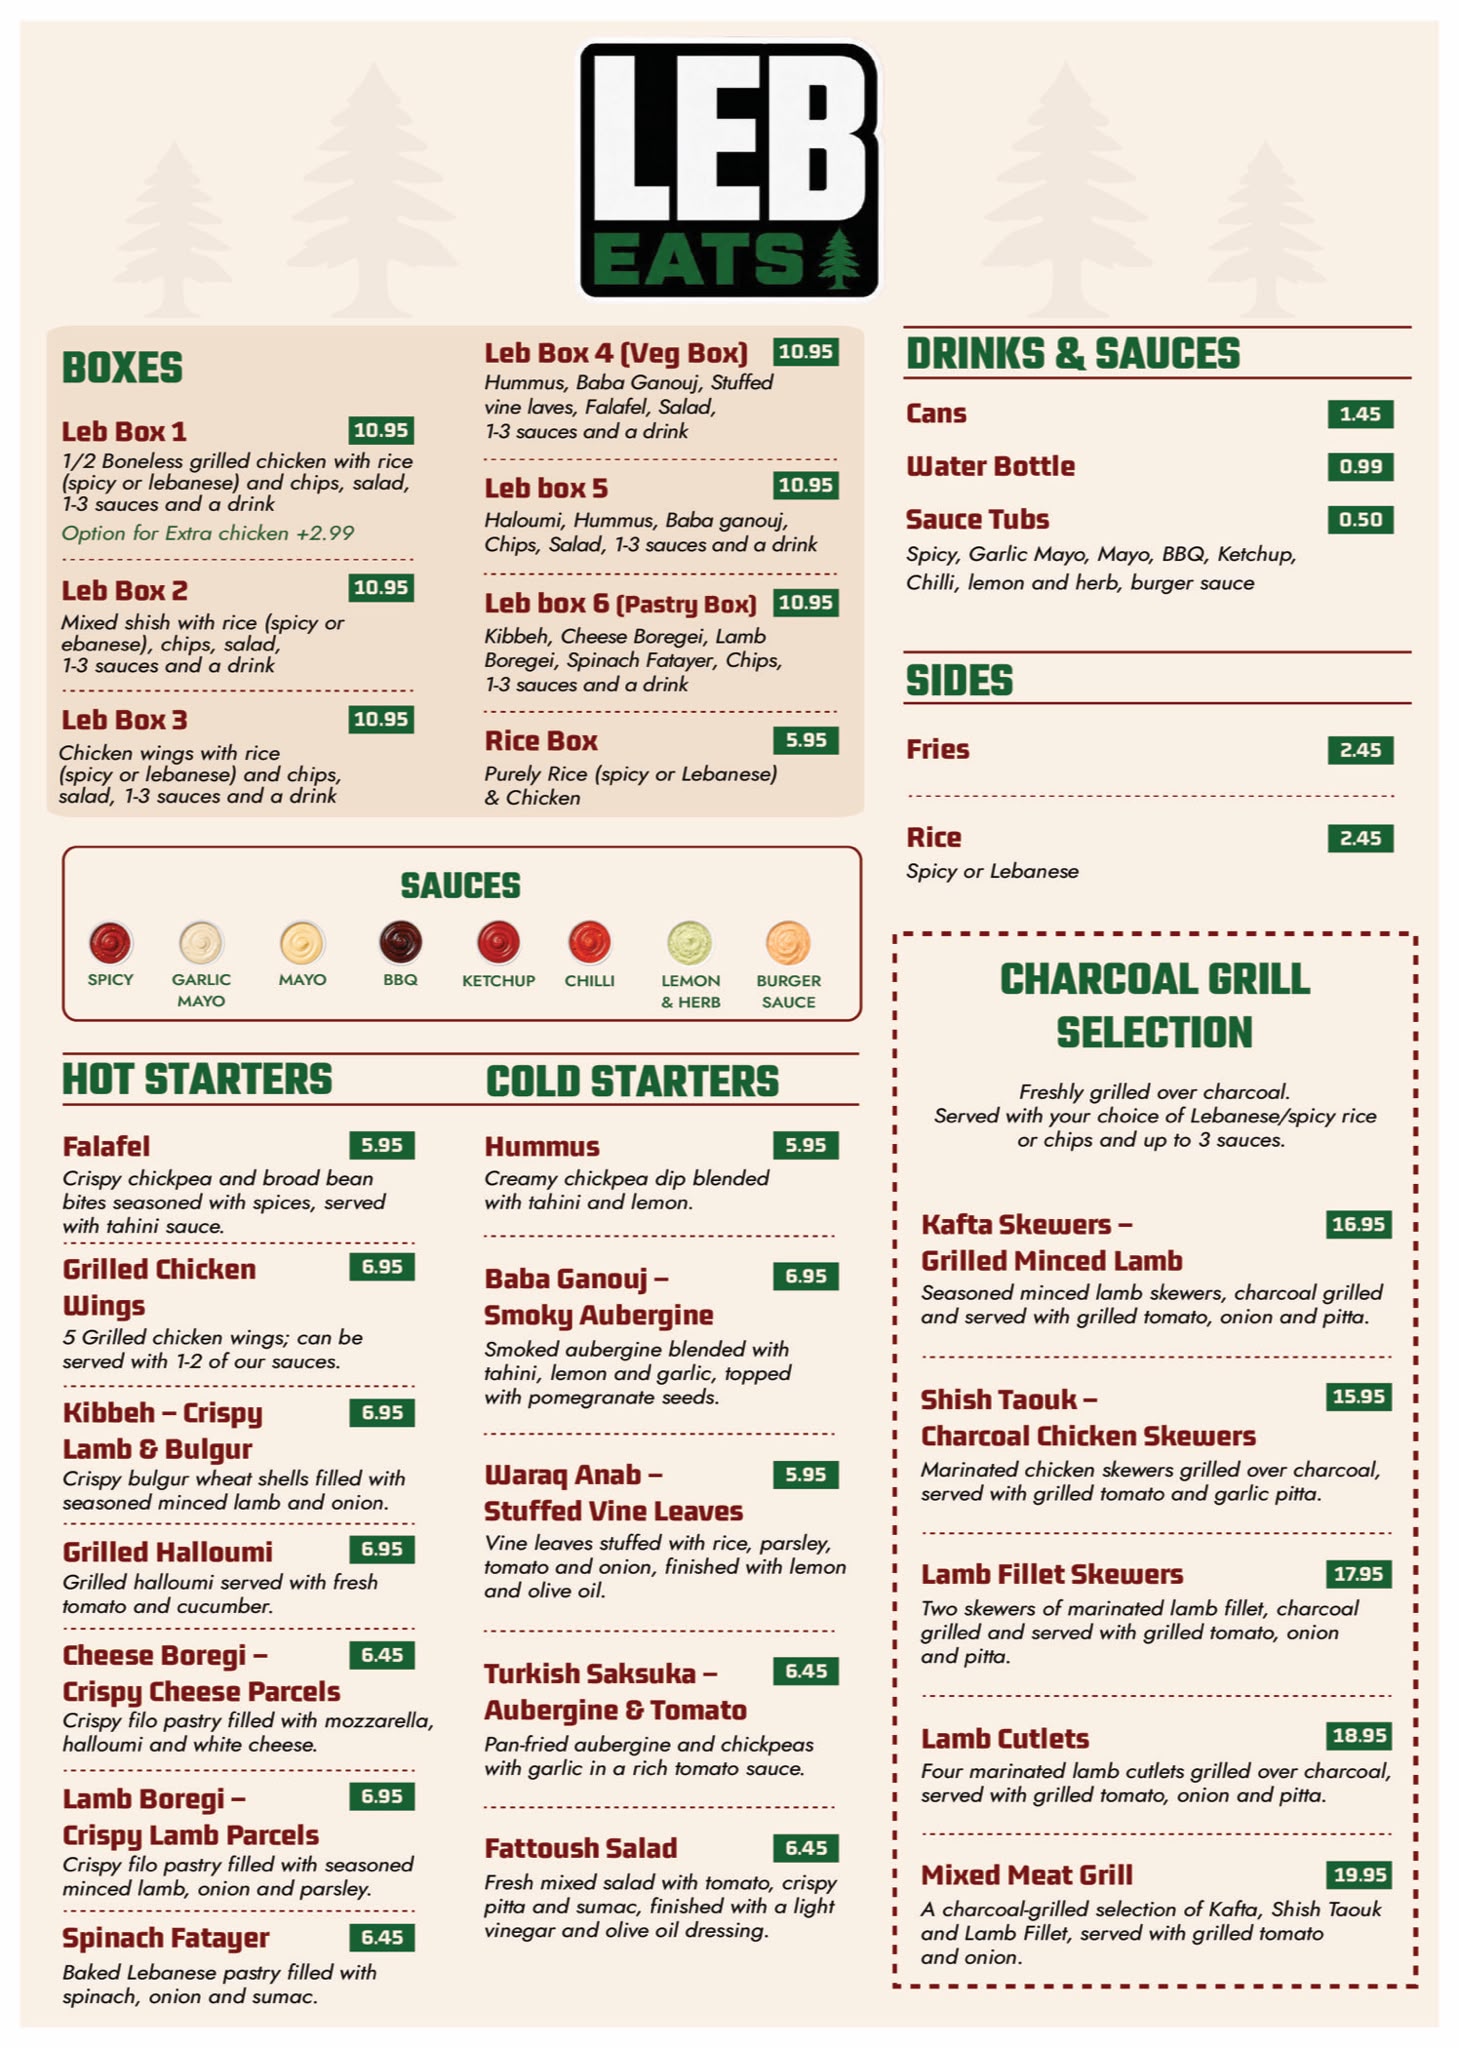 LEB
EATS
BOXES
Leb Box 1 10.95
1/2 Boneless grilled chicken with rice
(spicy or lebanese) and chips, salad,
1-3 sauces and a drink
Option for Extra chicken +2.99
Leb Box 2 10.95
Mixed shish with rice (spicy or
ebanese), chips, salad,
1-3 sauces and a drink
Leb Box 3 10.95
Chicken wings with rice
(spicy or lebanese) and chips,
salad, 1-3 sauces and a drink
Leb Box 4 (Veg Box) 10.95
Hummus, Baba Ganouj, Stuffed
vine laves, Falafel, Salad,
1-3 sauces and a drink
Leb box 5 10.95
Haloumi, Hummus, Baba ganouj,
Chips, Salad, 1-3 sauces and a drink
Leb box 6 (Pastry Box) 10.95
Kibbeh, Cheese Boregei, Lamb
Boregei, Spinach Fatayer, Chips,
1-3 sauces and a drink
Rice Box 5.95
Purely Rice (spicy or Lebanese)
& Chicken
SAUCES
SPICY
GARLIC
MAYO
MAYO
BBQ
KETCHUP
CHILLI
LEMON
& HERB
BURGER
SAUCE
HOT STARTERS
Falafel 5.95
Crispy chickpea and broad bean
bites seasoned with spices, served
with tahini sauce.
Grilled Chicken 6.95
Wings
5 Grilled chicken wings; can be
served with 1-2 of our sauces.
Kibbeh – Crispy 6.95
Lamb & Bulgur
Crispy bulgur wheat shells filled with
seasoned minced lamb and onion.
Grilled Halloumi 6.95
Grilled halloumi served with fresh
tomato and cucumber.
Cheese Boregi – 6.45
Crispy Cheese Parcels
Crispy filo pastry filled with mozzarella,
halloumi and white cheese.
Lamb Boregi – 6.95
Crispy Lamb Parcels
Crispy filo pastry filled with seasoned
minced lamb, onion and parsley.
Spinach Fatayer 6.45
Baked Lebanese pastry filled with
spinach, onion and sumac.
COLD STARTERS
Hummus 5.95
Creamy chickpea dip blended
with tahini and lemon.
Baba Ganouj – 6.95
Smoky Aubergine
Smoked aubergine blended with
tahini, lemon and garlic, topped
with pomegranate seeds.
Waraq Anab – 5.95
Stuffed Vine Leaves
Vine leaves stuffed with rice, parsley,
tomato and onion, finished with lemon
and olive oil.
Turkish Saksuka – 6.45
Aubergine & Tomato
Pan-fried aubergine and chickpeas
with garlic in a rich tomato sauce.
Fattoush Salad 6.45
Fresh mixed salad with tomato, crispy
pitta and sumac, finished with a light
vinegar and olive oil dressing.
DRINKS & SAUCES
Cans 1.45
Water Bottle 0.99
Sauce Tubs 0.50
Spicy, Garlic Mayo, Mayo, BBQ, Ketchup,
Chilli, lemon and herb, burger sauce
SIDES
Fries 2.45
Rice 2.45
Spicy or Lebanese
CHARCOAL GRILL
SELECTION
Freshly grilled over charcoal.
Served with your choice of Lebanese/spicy rice
or chips and up to 3 sauces.
Kafta Skewers – 16.95
Grilled Minced Lamb
Seasoned minced lamb skewers, charcoal grilled
and served with grilled tomato, onion and pitta.
Shish Taouk – 15.95
Charcoal Chicken Skewers
Marinated chicken skewers grilled over charcoal,
served with grilled tomato and garlic pitta.
Lamb Fillet Skewers 17.95
Two skewers of marinated lamb fillet, charcoal
grilled and served with grilled tomato, onion
and pitta.
Lamb Cutlets 18.95
Four marinated lamb cutlets grilled over charcoal,
served with grilled tomato, onion and pitta.
Mixed Meat Grill 19.95
A charcoal-grilled selection of Kafta, Shish Taouk
and Lamb Fillet, served with grilled tomato
and onion.